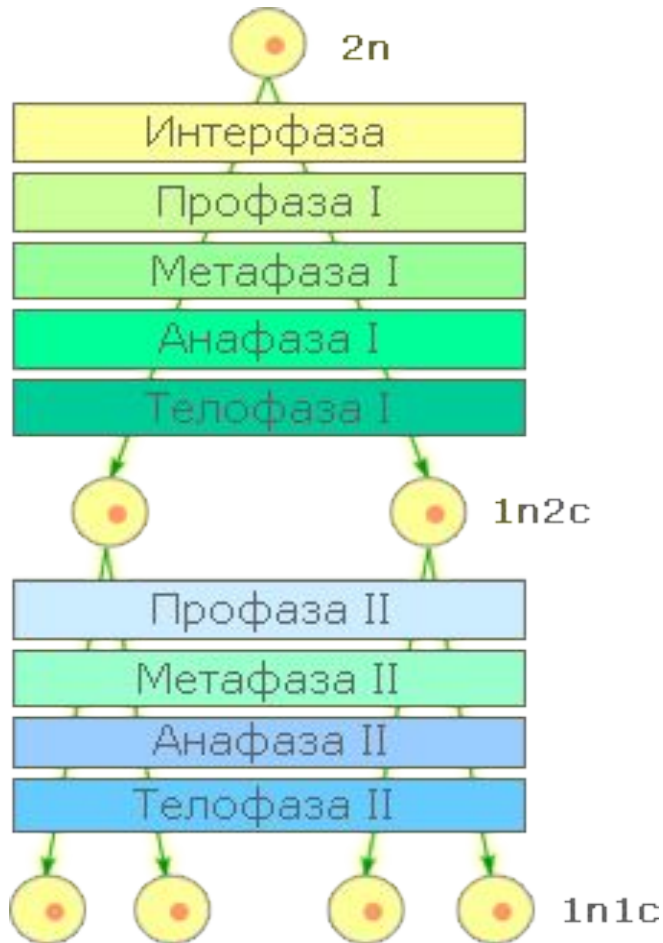 2n
Интерфаза
Профаза I
Метафаза I
Анафаза I
Телофаза I
1n2c
Профаза II
Метафаза II
Анафаза II
Телофаза II
1n1c